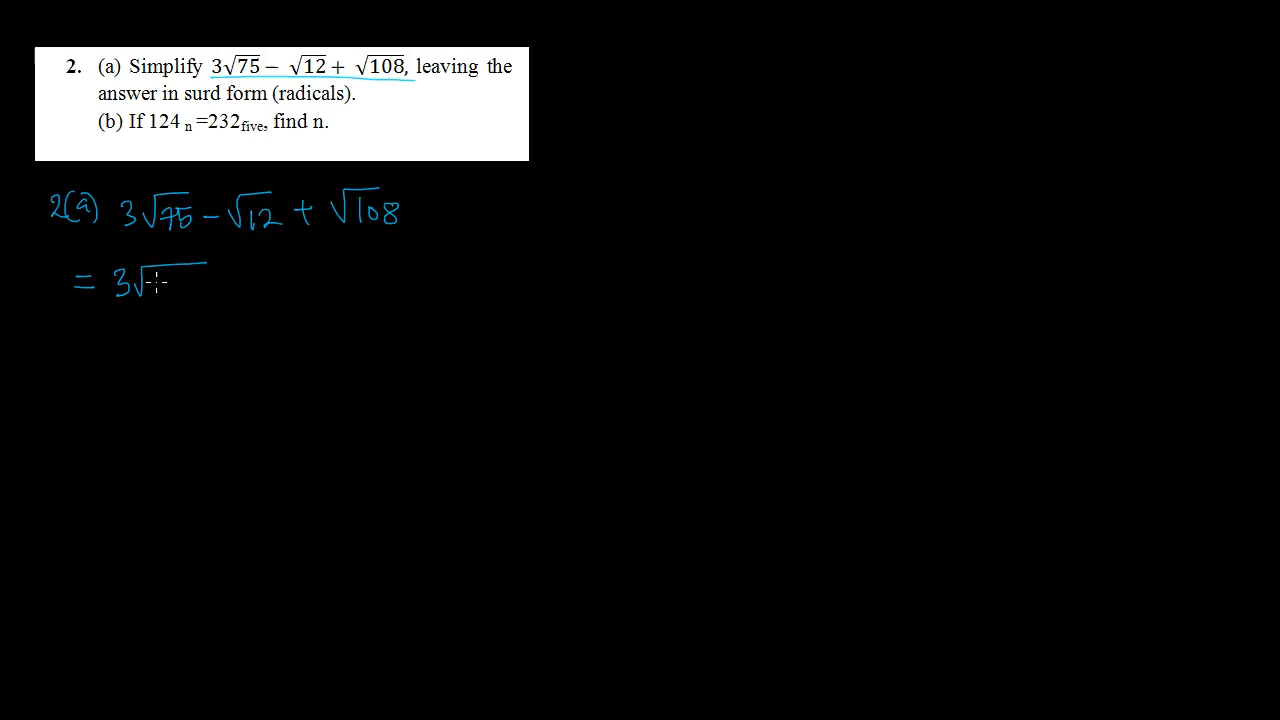 2. (a) Simplify 3√75 − √12 + √108, leaving the
answer in surd form (radicals).
(b) If 124 n =232five, find n.
2(a) 3√75 − √12 + √108
= 3√